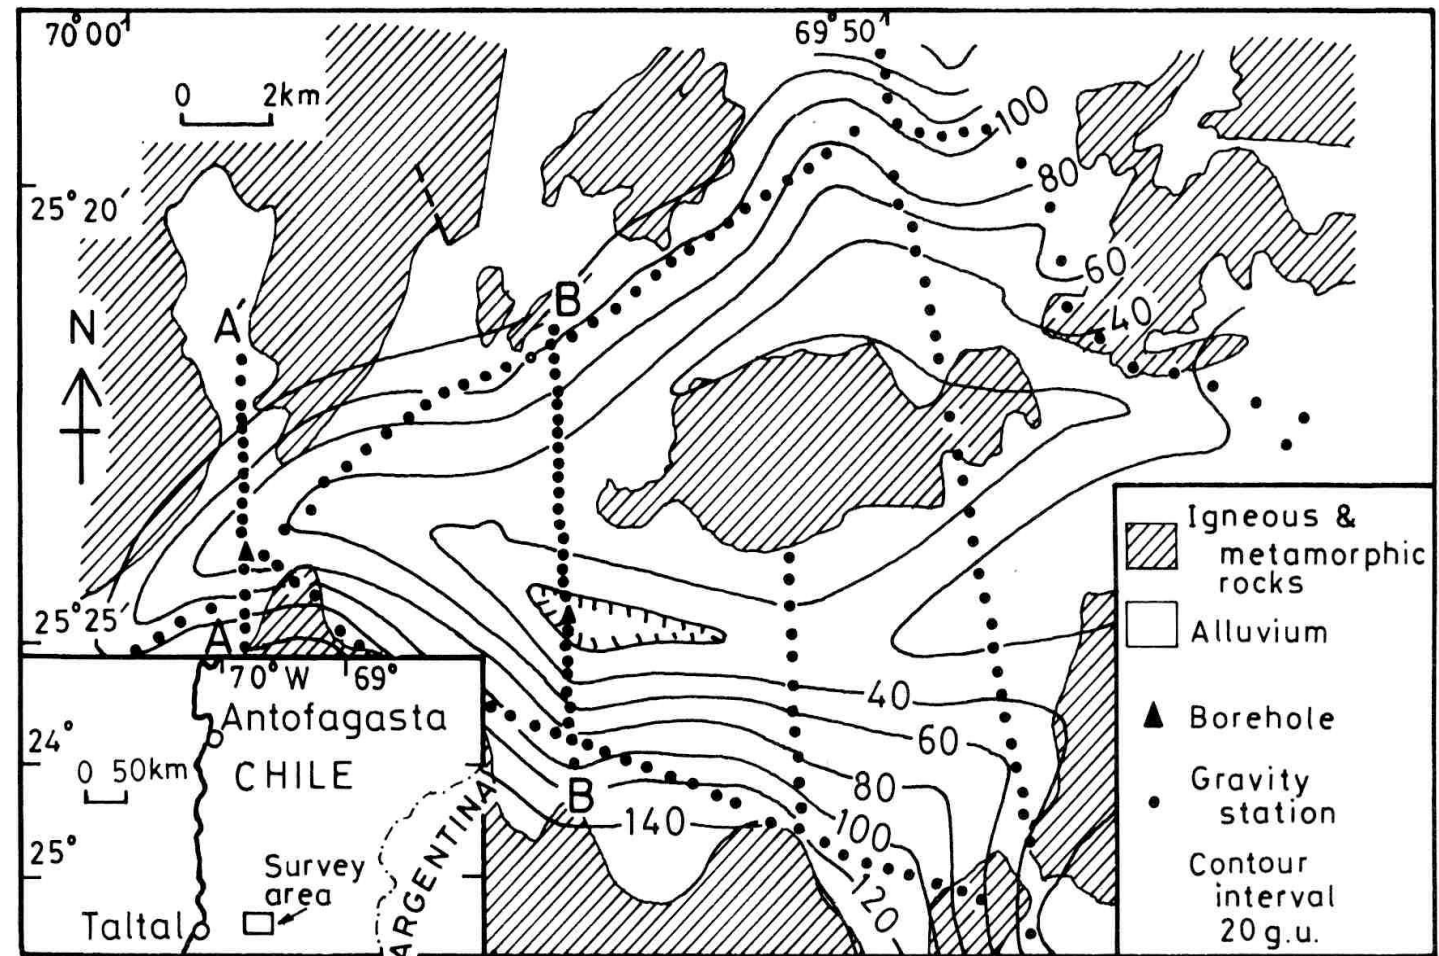 70°00'
69°50'
0 2km
100
80
25°20'
60
B
40
A'
N
25°25'
A
40
60
80
B
100
140
120
Igneous &
metamorphic
rocks
Alluvium
Borehole
Gravity
station
Contour
interval
20 g.u.
70°W 69°
Antofagasta
24°
0 50km
CHILE
ARGENTINA
25°
Survey
area
Taltal